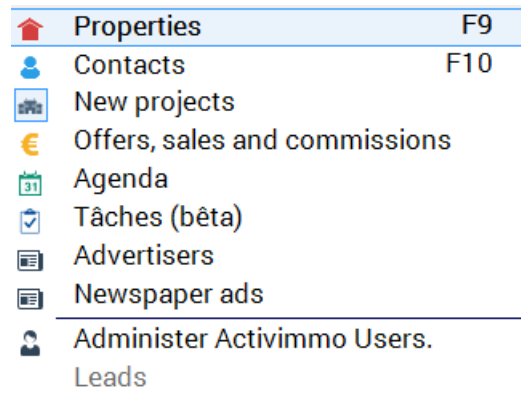 Properties F9
Contacts F10
New projects
Offers, sales and commissions
31 Agenda
Tâches (bêta)
Advertisers
Newspaper ads
Administer Activimmo Users.
Leads